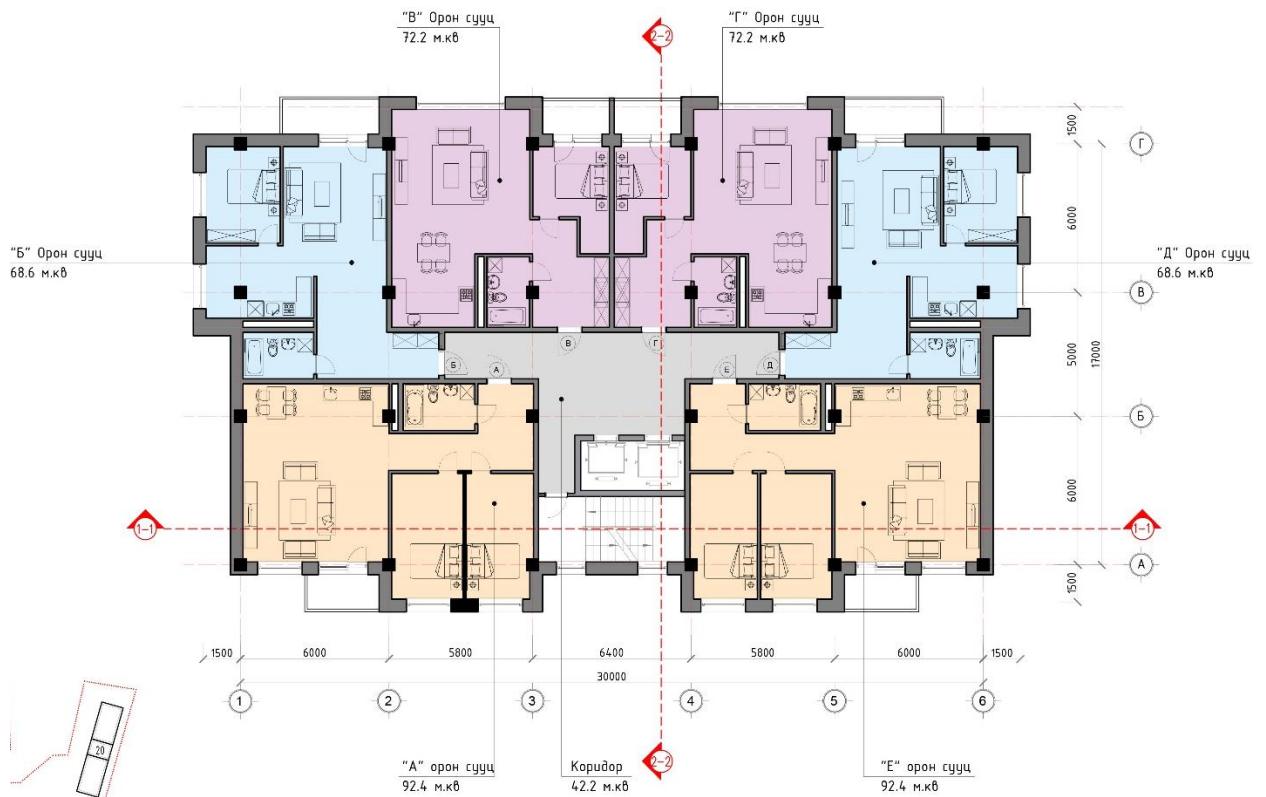 "В" Орон сууц
72.2 м.кв
"Г" Орон сууц
72.2 м.кв
2-2
1500
Г
"Б" Орон сууц
68.6 м.кв
6000
"Д" Орон сууц
68.6 м.кв
В
В
Г
5000
17000
Б
А
Е
Д
Б
6000
1-1
1-1
А
1500
1500
6000
5800
6400
5800
6000
1500
30000
1
2
3
4
5
6
20
2-2
"А" орон сууц
92.4 м.кв
Коридор
42.2 м.кв
"Е" орон сууц
92.4 м.кв